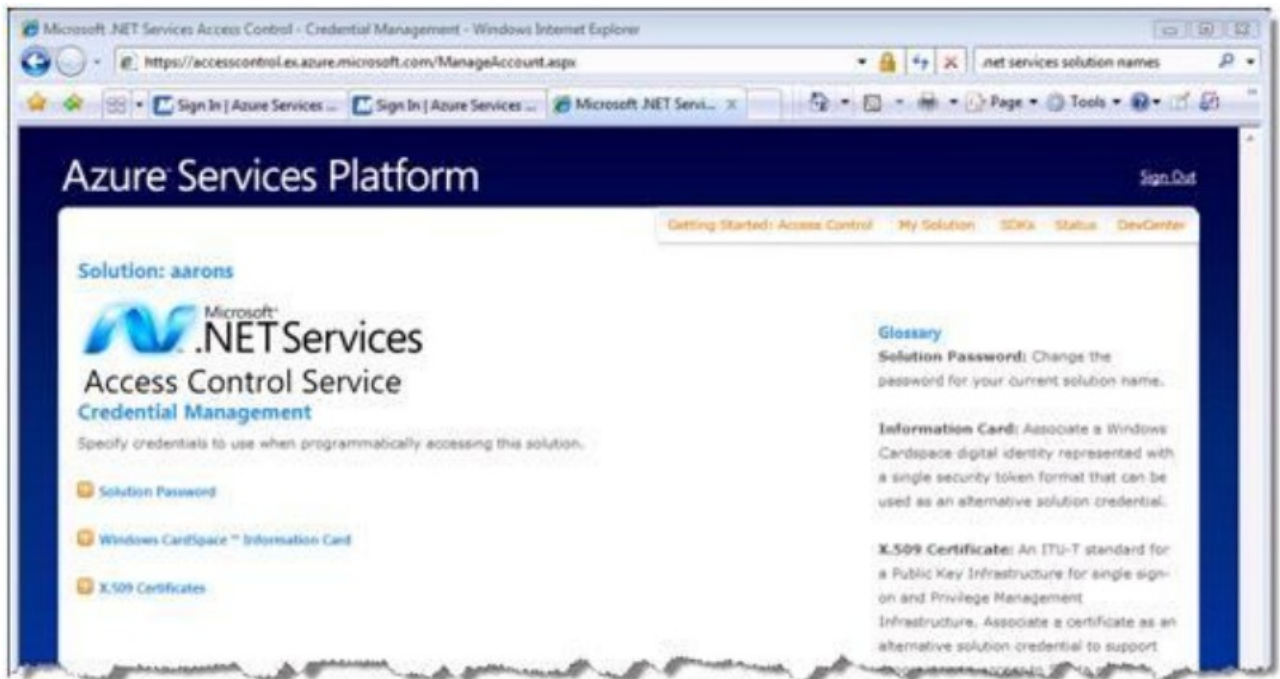 Microsoft .NET Services Access Control - Credential Management - Windows Internet Explorer
https://accesscontrol.ex.azure.microsoft.com/ManageAccount.aspx
.net services solution names
Sign In | Azure Services ...
Sign In | Azure Services ...
Microsoft .NET Servi...
Page
Tools
Azure Services Platform
Sign Out
Getting Started: Access Control
My Solution
SDKs
Status
DevCenter
Solution: aarons
Microsoft
.NET Services
Access Control Service
Credential Management
Specify credentials to use when programmatically accessing this solution.
Solution Password
Windows CardSpace ™ Information Card
X.509 Certificates
Glossary
Solution Password: Change the
password for your current solution name.
Information Card: Associate a Windows
Cardspace digital identity represented with
a single security token format that can be
used as an alternative solution credential.
X.509 Certificate: An ITU-T standard for
a Public Key Infrastructure for single sign-
on and Privilege Management
Infrastructure. Associate a certificate as an
alternative solution credential to support